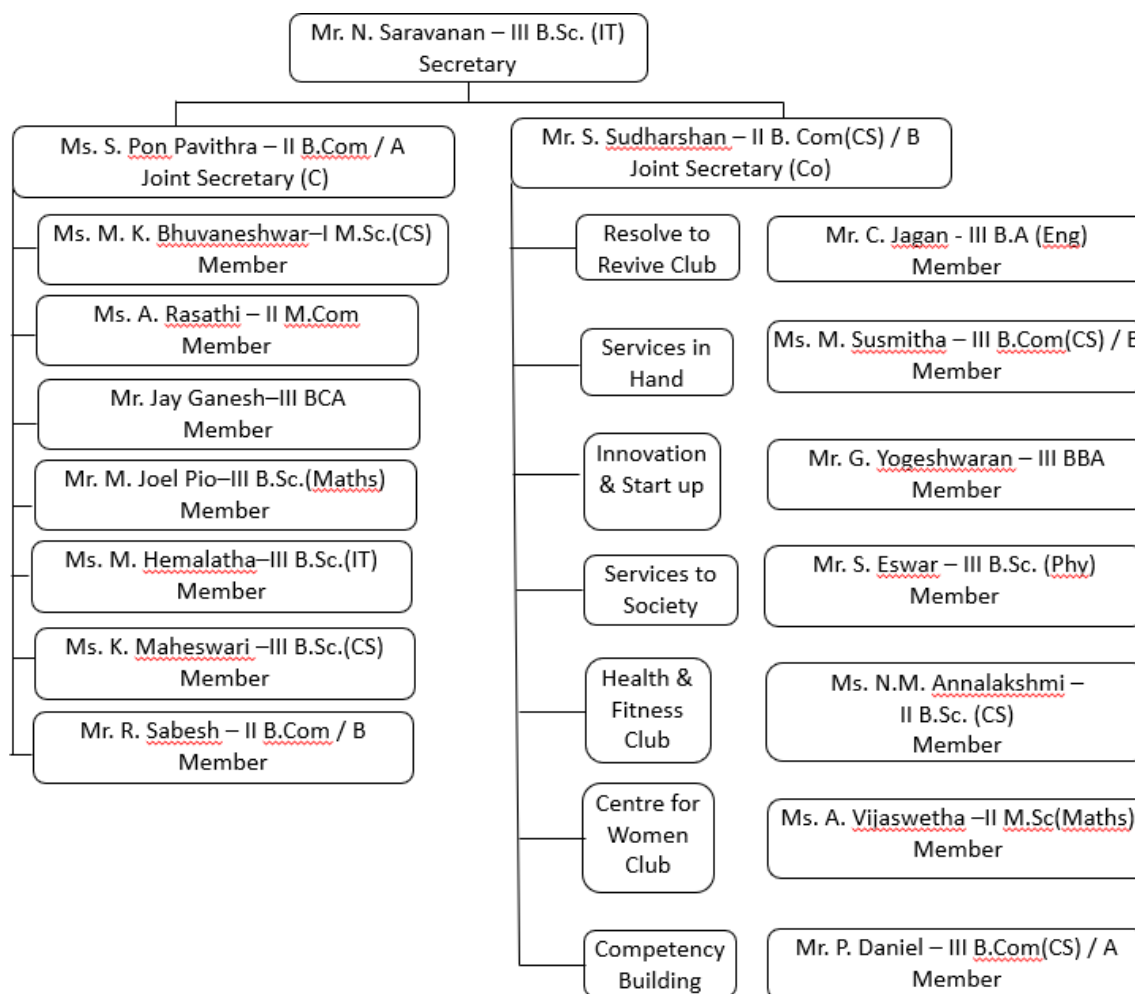 Mr. N. Saravanan – III B.Sc. (IT)
Secretary
Ms. S. Pon Pavithra – II B.Com / A
Joint Secretary (C)
Ms. M. K. Bhuvaneshwar–I M.Sc.(CS)
Member
Ms. A. Rasathi – II M.Com
Member
Mr. Jay Ganesh–III BCA
Member
Mr. M. Joel Pio–III B.Sc.(Maths)
Member
Ms. M. Hemalatha–III B.Sc.(IT)
Member
Ms. K. Maheswari –III B.Sc.(CS)
Member
Mr. R. Sabesh – II B.Com / B
Member
Mr. S. Sudharshan – II B. Com(CS) / B
Joint Secretary (Co)
Resolve to
Revive Club
Mr. C. Jagan - III B.A (Eng)
Member
Services in
Hand
Ms. M. Susmitha – III B.Com(CS) / B
Member
Innovation
& Start up
Mr. G. Yogeshwaran – III BBA
Member
Services to
Society
Mr. S. Eswar – III B.Sc. (Phy)
Member
Health &
Fitness
Club
Ms. N.M. Annalakshmi –
II B.Sc. (CS)
Member
Centre for
Women
Club
Ms. A. Vijaswetha –II M.Sc(Maths)
Member
Competency
Building
Mr. P. Daniel – III B.Com(CS) / A
Member